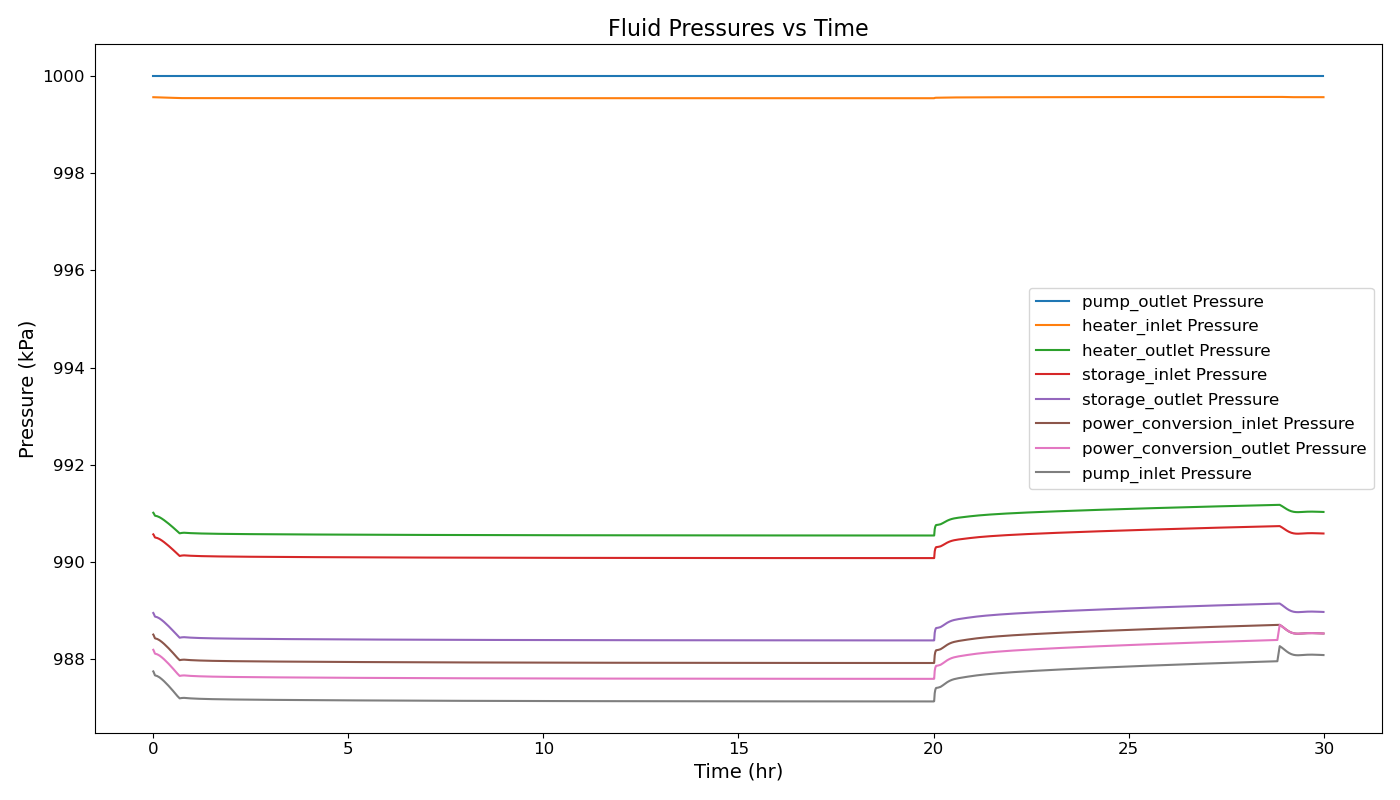 Fluid Pressures vs Time
Pressure (kPa)
1000
998
996
994
992
990
988
pump_outlet Pressure
heater_inlet Pressure
heater_outlet Pressure
storage_inlet Pressure
storage_outlet Pressure
power_conversion_inlet Pressure
power_conversion_outlet Pressure
pump_inlet Pressure
0 5 10 15 20 25 30
Time (hr)